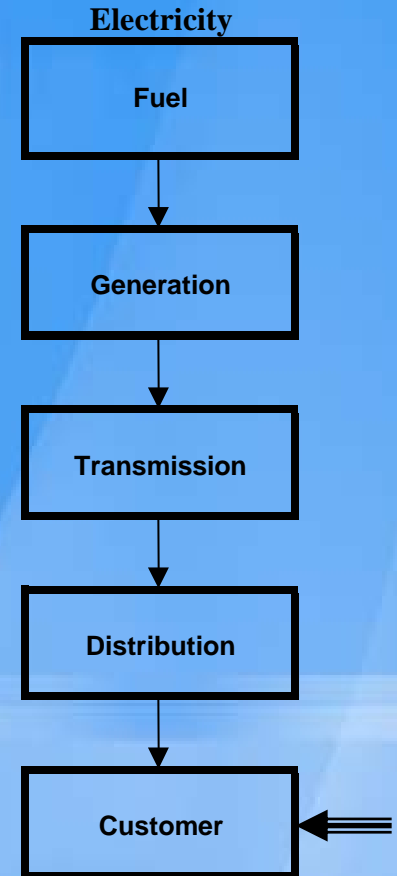 Electricity
Fuel
Generation
Transmission
Distribution
Customer